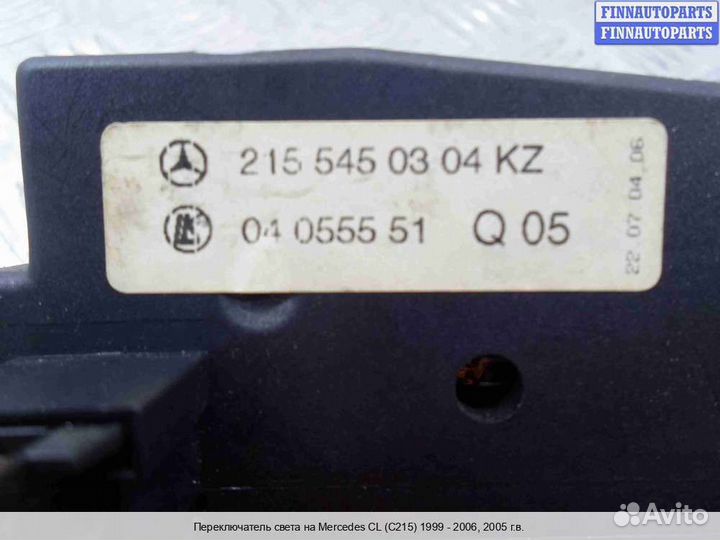 FINNAUTOPARTS
FINNAUTOPARTS
215 545 03 04 KZ
04 0555 51 Q 05
22 07 04 06
Переключатель света на Mercedes CL (C215) 1999 - 2006, 2005 г.в.
Avito